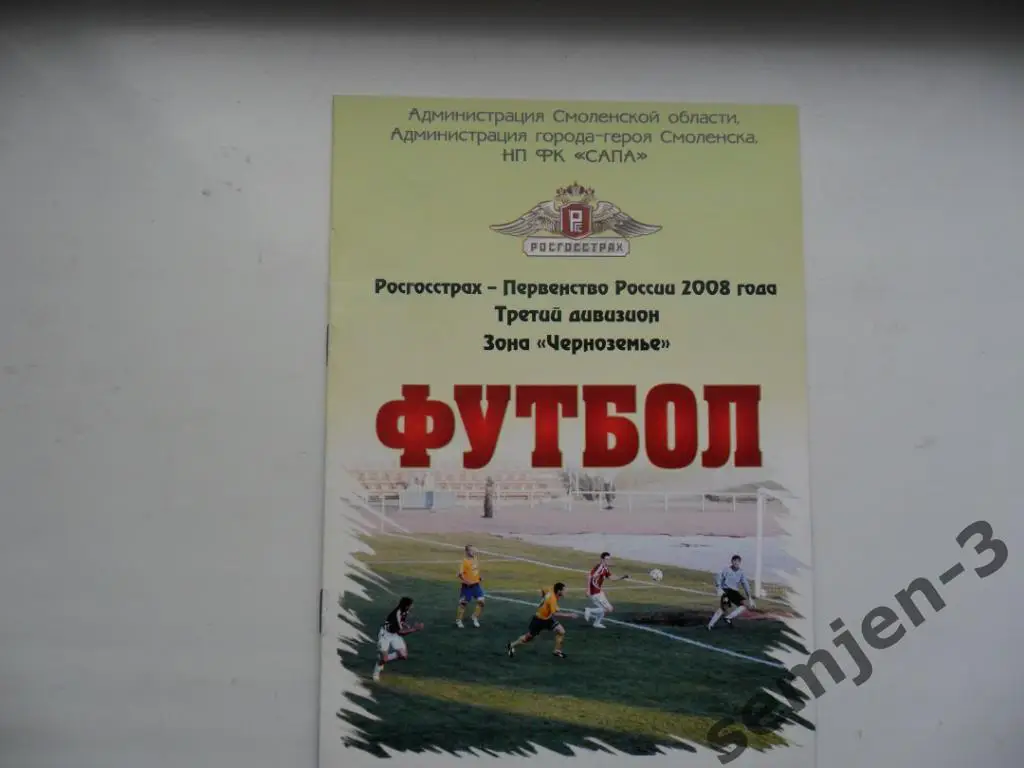 Администрация Смоленской области,
Администрация города-героя Смоленска,
НП ФК «САПА»
РГС
РОСГОССТРАХ
Росгосстрах – Первенство России 2008 года
Третий дивизион
Зона «Черноземье»
ФУТБОЛ
semjen-3